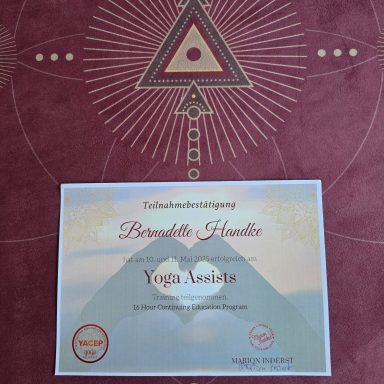 Teilnahmebestätigung
Bernadette Handke
hat am 10. und 11. Mai 2025 erfolgreich am
Yoga Assists
Training teilgenommen.
16 Hour Continuing Education Program
YACEP
yoga
MARION INDERST